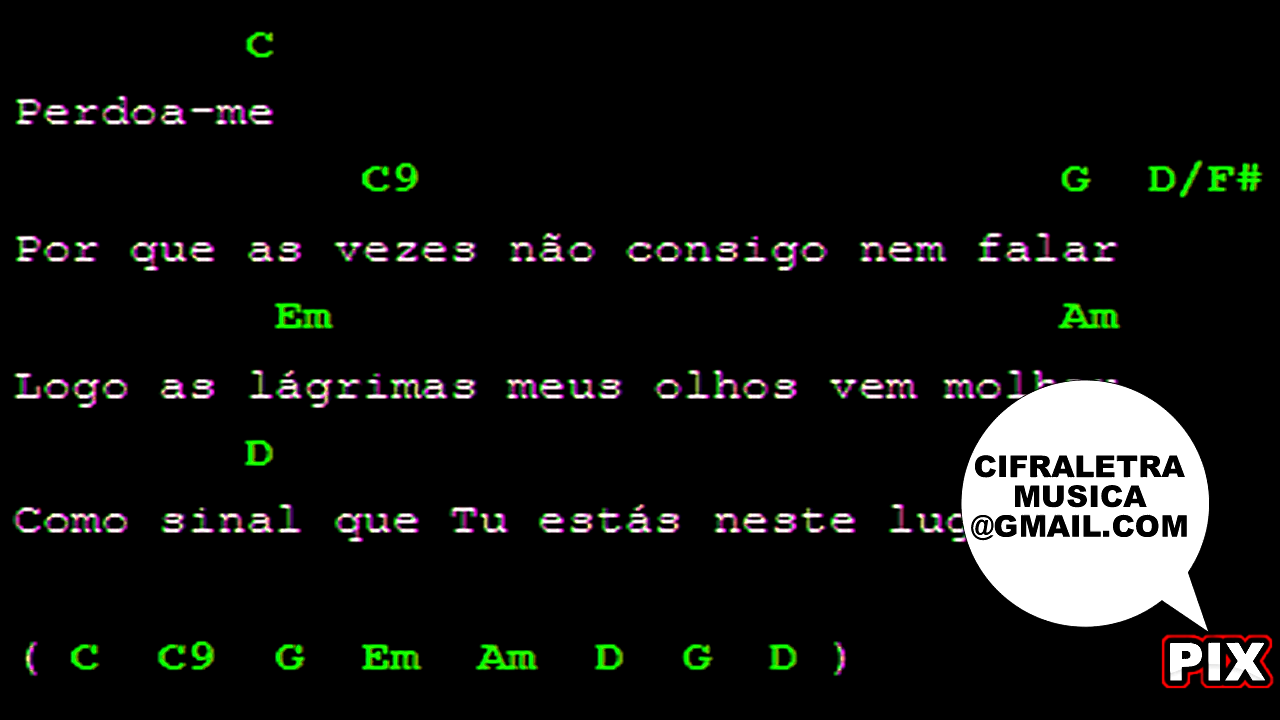 C
Perdoa-me
C9 G D/F#
Por que as vezes não consigo nem falar
Em Am
Logo as lágrimas meus olhos vem
D
Como sinal que Tu estás neste
( C C9 G Em Am D G D )
CIFRALETRA
MUSICA
@GMAIL.COM
PIX